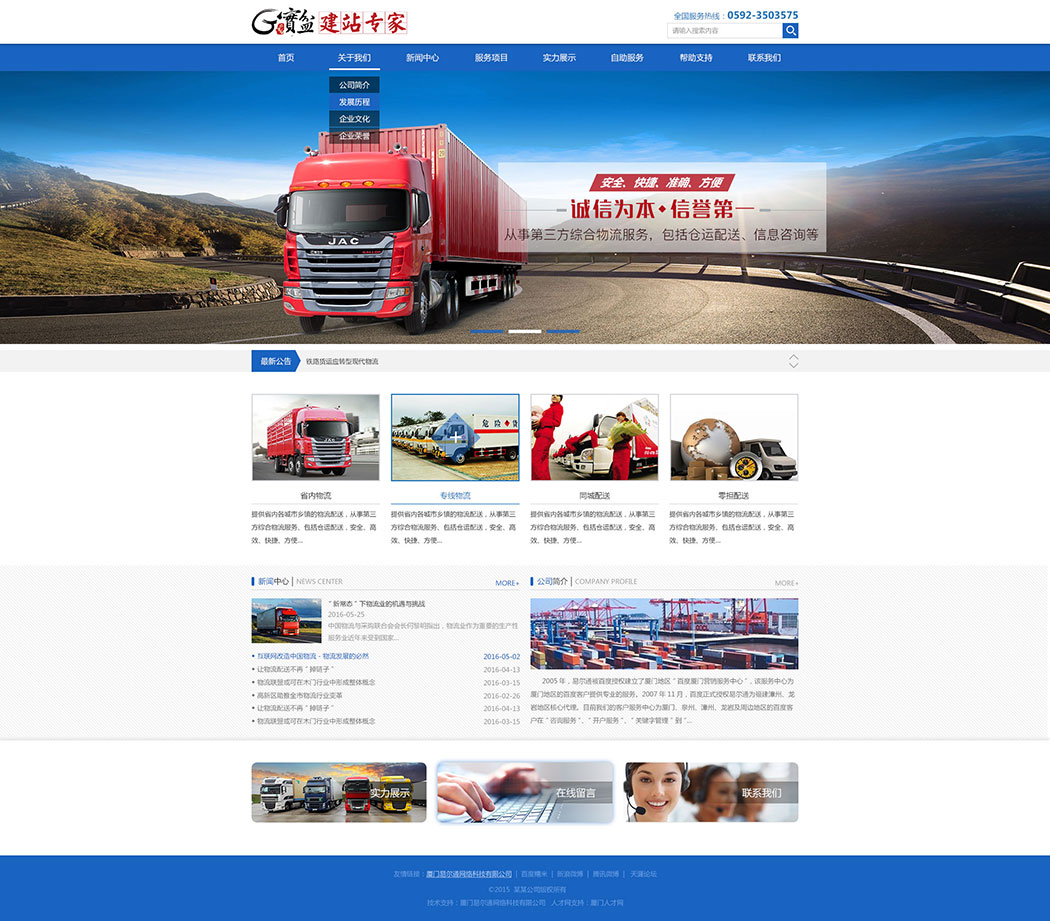 G寶盆 建站专家
全国服务热线：0592-3503575
请输入搜索内容
首页 关于我们 新闻中心 服务项目 实力展示 自助服务 帮助支持 联系我们
公司简介
发展历程
企业文化
企业荣誉
安全、快捷、准确、方便
诚信为本◆信誉第一
从事第三方综合物流服务，包括仓运配送、信息咨询等
JAC
最新公告 铁路货运应转型现代物流
JAC
危险 货
省内物流 专线物流 同城配送 零担配送
提供省内各城市乡镇的物流配送，从事第三方综合物流服务、包括仓运配送，安全、高效、快捷、方便...
提供省内各城市乡镇的物流配送，从事第三方综合物流服务、包括仓运配送，安全、高效、快捷、方便...
提供省内各城市乡镇的物流配送，从事第三方综合物流服务、包括仓运配送，安全、高效、快捷、方便...
提供省内各城市乡镇的物流配送，从事第三方综合物流服务、包括仓运配送，安全、高效、快捷、方便...
新闻中心 | NEWS CENTER MORE+
"新常态"下物流业的机遇与挑战
2016-05-25
中国物流与采购联合会会长何黎明指出，物流业作为重要的生产性
服务业近年来受到国家...
互联网改造中国物流 - 物流发展的必然 2016-05-02
让物流配送不再"掉链子" 2016-04-13
物流联盟或可在木门行业中形成整体概念 2016-03-15
高新区助推全市物流行业变革 2016-02-26
让物流配送不再"掉链子" 2016-04-13
物流联盟或可在木门行业中形成整体概念 2016-03-15
公司简介 | COMPANY PROFILE MORE+
2005 年，易尔通被百度授权建立了厦门地区"百度厦门营销服务中心"，该服务中心为
厦门地区的百度客户提供专业的服务。2007 年 11 月，百度正式授权易尔通为福建漳州、龙
岩地区核心代理。目前我们的客户服务中心为厦门、泉州、漳州、龙岩及周边地区的百度客
户在"咨询服务"、"开户服务"、"关键字管理"到"...
实力展示 在线留言 联系我们
友情链接：厦门易尔通网络科技有限公司 | 百度糯米 | 新浪微博 | 腾讯微博 | 天涯论坛
©2015 某某公司版权所有
技术支持：厦门易尔通网络科技有限公司 人才网支持：厦门人才网